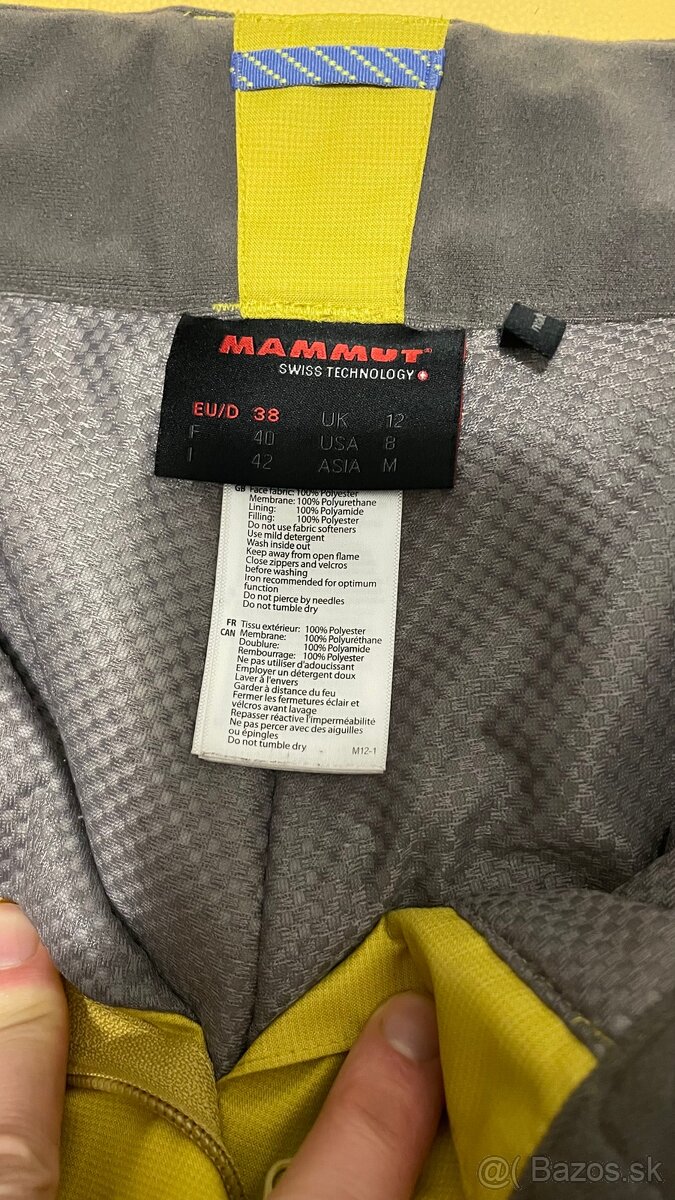 MAMMUT
SWISS TECHNOLOGY
EU/D 38 UK 12
F 40 USA 8
I 42 ASIA M
GB Face fabric: 100% Polyester
Membrane: 100% Polyurethane
Lining: 100% Polyamide
Filling: 100% Polyester
Do not use fabric softeners
Use mild detergent
Wash inside out
Keep away from open flame
Close zippers and velcros
before washing
Iron recommended for optimum
function
Do not pierce by needles
Do not tumble dry
FR Tissu extérieur: 100% Polyester
CAN Membrane: 100% Polyuréthane
Doublure: 100% Polyamide
Rembourrage: 100% Polyester
Ne pas utiliser d'adoucissant
Employer un détergent doux
Laver à l'envers
Garder à distance du feu
Fermer les fermetures éclair et
vélcros avant lavage
Repasser réactive l'imperméabilité
Ne pas percer avec des aiguilles
ou épingles
Do not tumble dry
M12-1
@( Bazos.sk